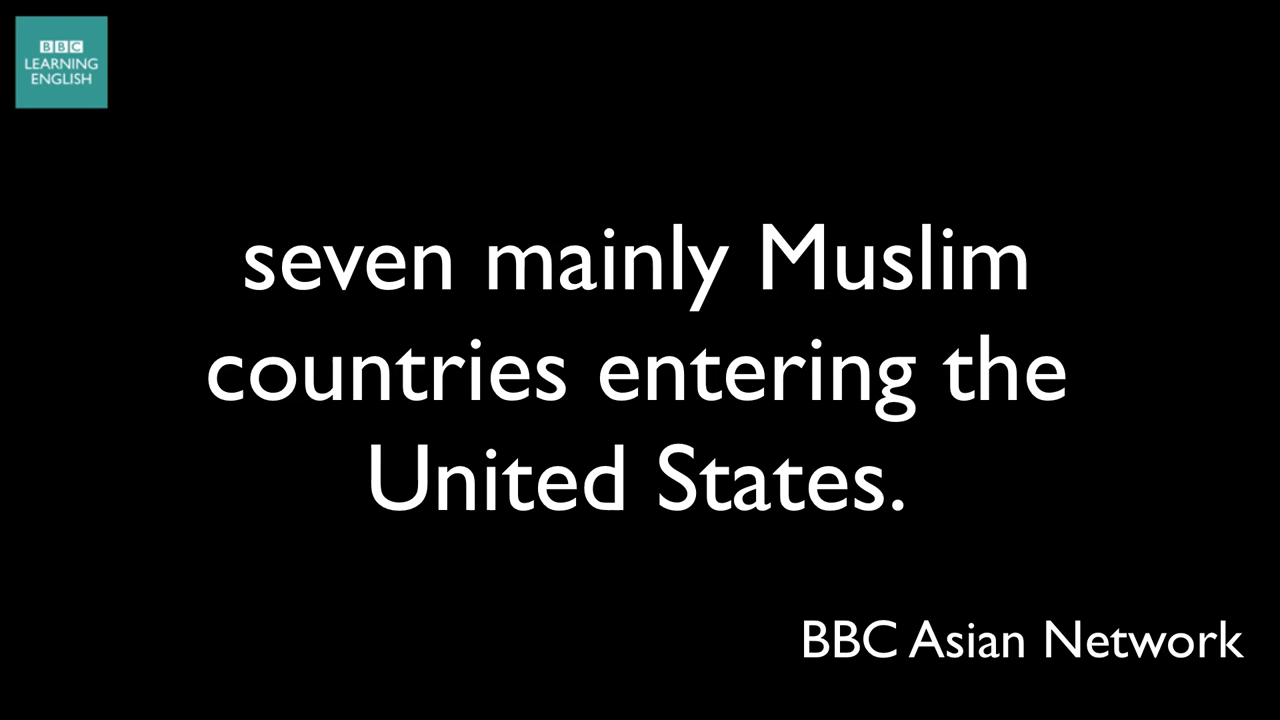 BBC
LEARNING
ENGLISH
seven mainly Muslim
countries entering the
United States.
BBC Asian Network